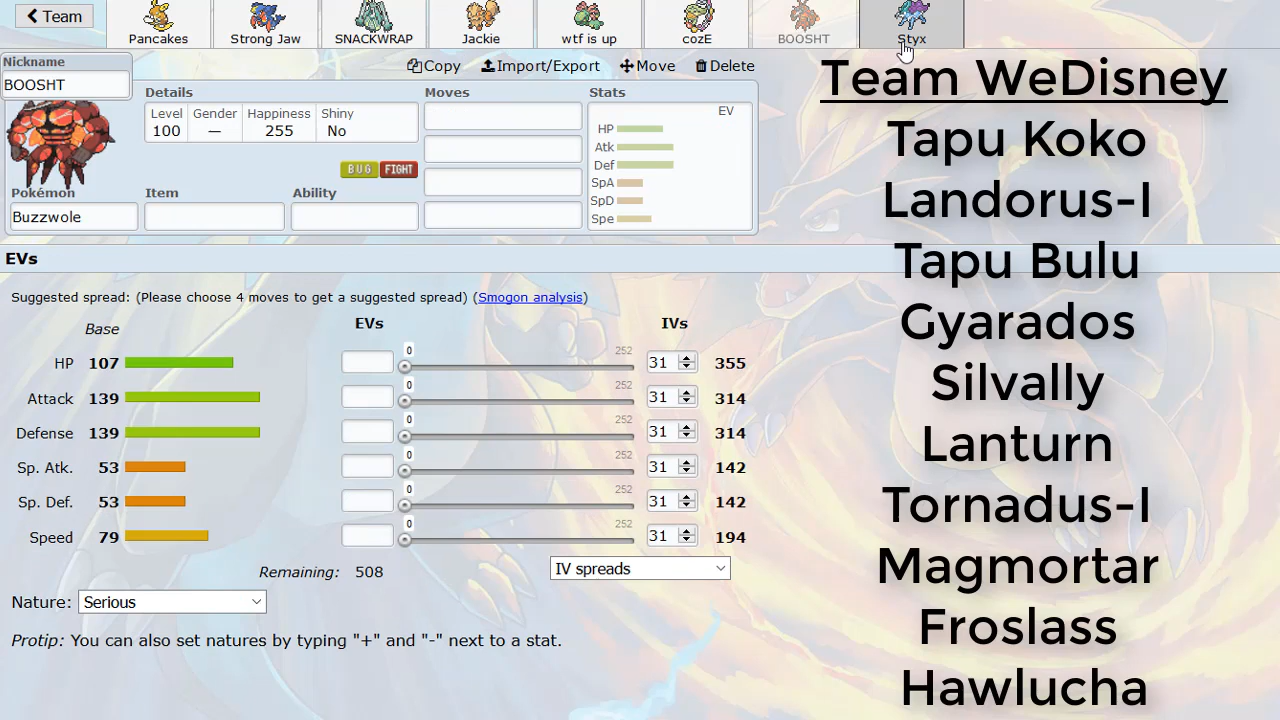 Team
Pancakes
Strong Jaw
SNACKWRAP
Jackie
wtf is up
cozE
BOOSHT
Styx
Nickname
BOOSHT
Copy
Import/Export
Move
Delete
Details
Level
100
Gender
—
Happiness
255
Shiny
No
BUG
FIGHT
Pokémon
Buzzwole
Item
Ability
Moves
Stats
EV
HP
Atk
Def
SpA
SpD
Spe
EVs
Suggested spread: (Please choose 4 moves to get a suggested spread) (Smogon analysis)
Base
EVs
IVs
HP 107 0 252 31 355
Attack 139 0 252 31 314
Defense 139 0 252 31 314
Sp. Atk. 53 0 252 31 142
Sp. Def. 53 0 252 31 142
Speed 79 0 252 31 194
Remaining: 508
IV spreads
Nature: Serious
Protip: You can also set natures by typing "+" and "-" next to a stat.
Team WeDisney
Tapu Koko
Landorus-I
Tapu Bulu
Gyarados
Silvally
Lanturn
Tornadus-I
Magmortar
Froslass
Hawlucha